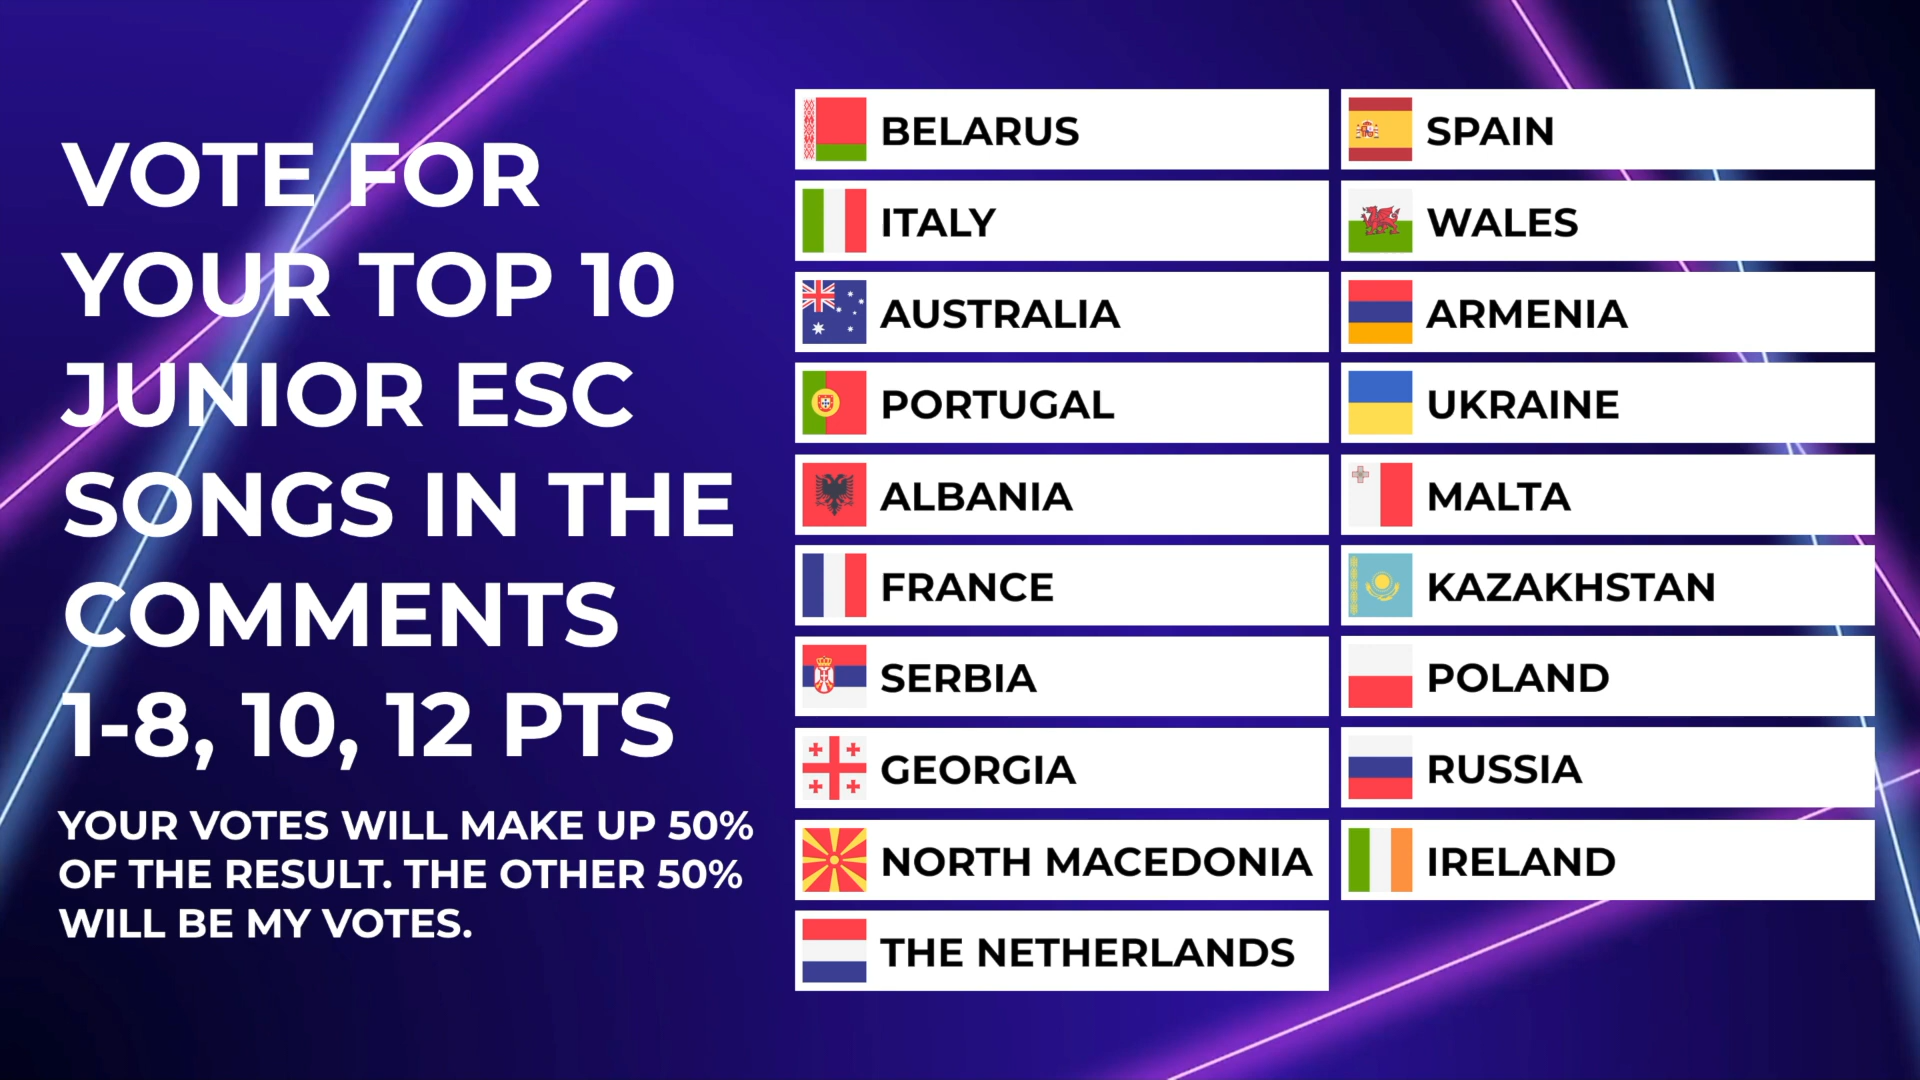 VOTE FOR
YOUR TOP 10
JUNIOR ESC
SONGS IN THE
COMMENTS
1-8, 10, 12 PTS
YOUR VOTES WILL MAKE UP 50%
OF THE RESULT. THE OTHER 50%
WILL BE MY VOTES.
BELARUS
ITALY
AUSTRALIA
PORTUGAL
ALBANIA
FRANCE
SERBIA
GEORGIA
NORTH MACEDONIA
THE NETHERLANDS
SPAIN
WALES
ARMENIA
UKRAINE
MALTA
KAZAKHSTAN
POLAND
RUSSIA
IRELAND